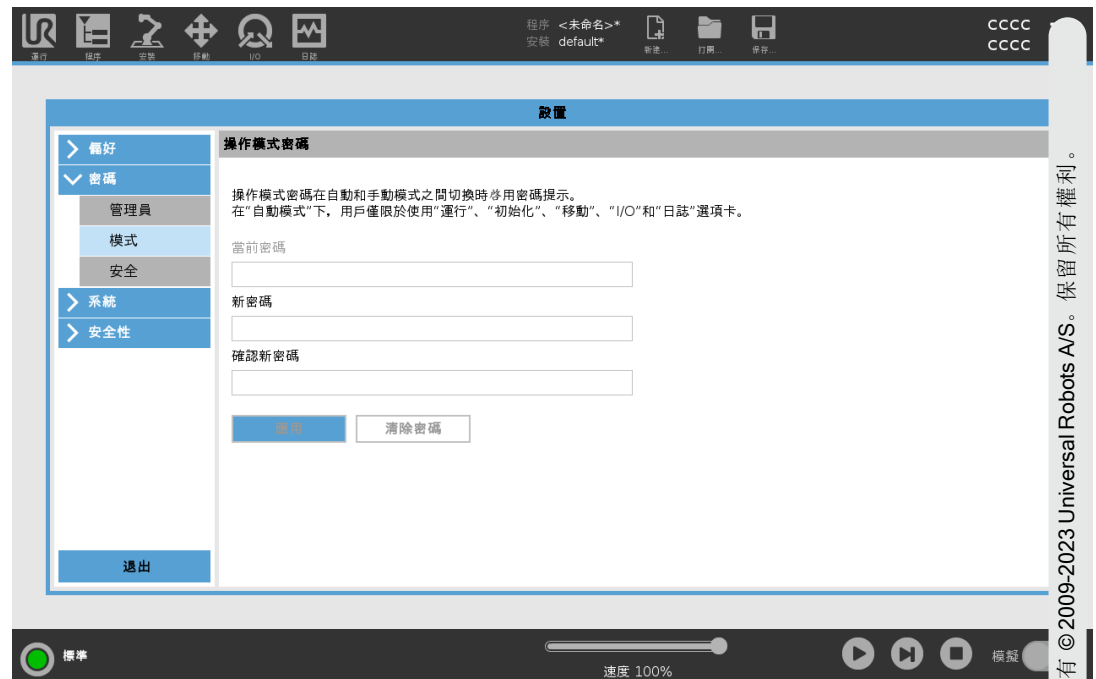 UR
運行
程序
安裝
移動
I/O
日誌
程序 <未命名>*
安裝 default*
新建...
打開...
保存...
cccc
cccc
設置
偏好
密碼
管理員
模式
安全
系統
安全性
退出
操作模式密碼
操作模式密碼在自動和手動模式之間切換時啓用密碼提示。
在"自動模式"下，用戶僅限於使用"運行"、"初始化"、"移動"、"I/O"和"日誌"選項卡。
當前密碼
新密碼
確認新密碼
應用
清除密碼
標準
速度 100%
模擬
有 ©2009-2023 Universal Robots A/S。保留所有權利。